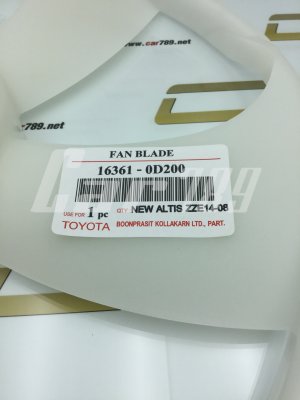 www.car789.net
car789.net
FAN BLADE
16361 - 0D200
USE FOR 1 pc QTY. NEW ALTIS ZZE14-08
TOYOTA BOONPRASIT KOLLAKARN LTD., PART.